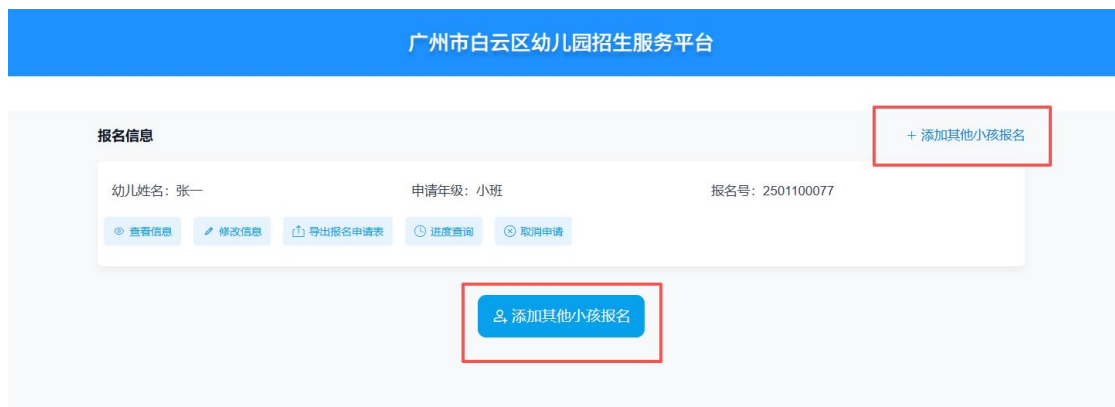 广州市白云区幼儿园招生服务平台
报名信息
+ 添加其他小孩报名
幼儿姓名：张一 申请年级：小班 报名号：2501100077
查看信息 修改信息 导出报名申请表 进度查询 取消申请
添加其他小孩报名